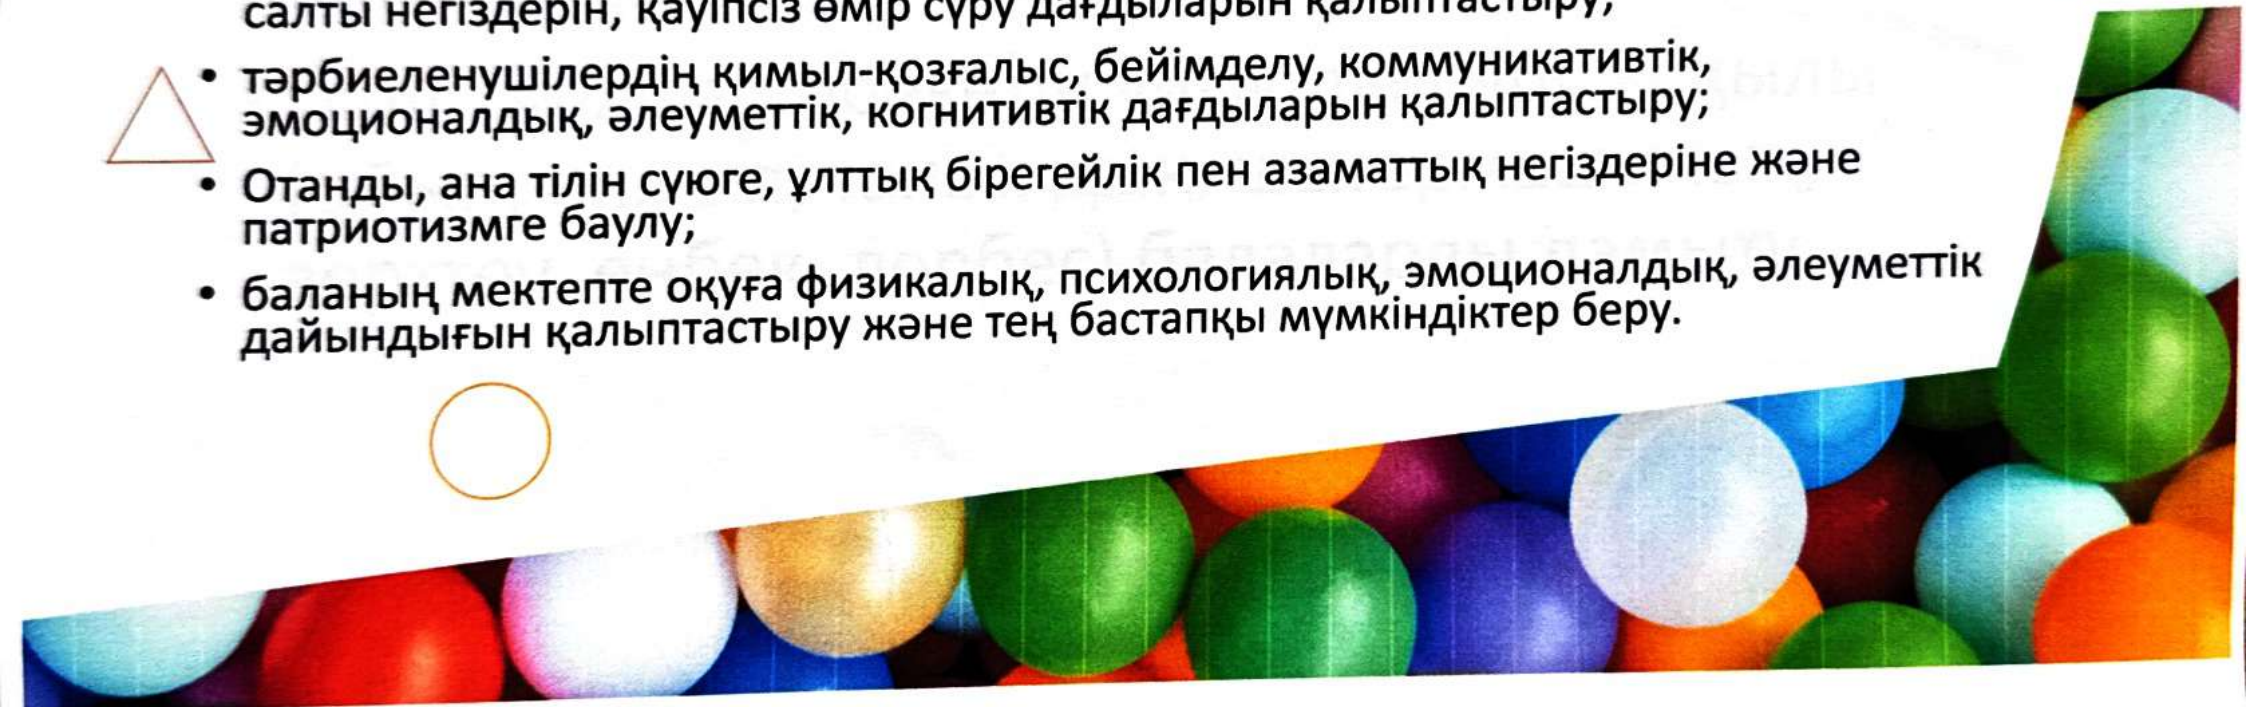 салты негіздерін, қауіпсіз өмір сүру дағдыларын қалыптастыру;
• тәрбиеленушілердің қимыл-қозғалыс, бейімделу, коммуникативтік,
эмоционалдық, әлеуметтік, когнитивтік дағдыларын қалыптастыру;
• Отанды, ана тілін сүюге, ұлттық бірегейлік пен азаматтық негіздеріне және
патриотизмге баулу;
• баланың мектепте оқуға физикалық, психологиялық, эмоционалдық, әлеуметтік
дайындығын қалыптастыру және тең бастапқы мүмкіндіктер беру.